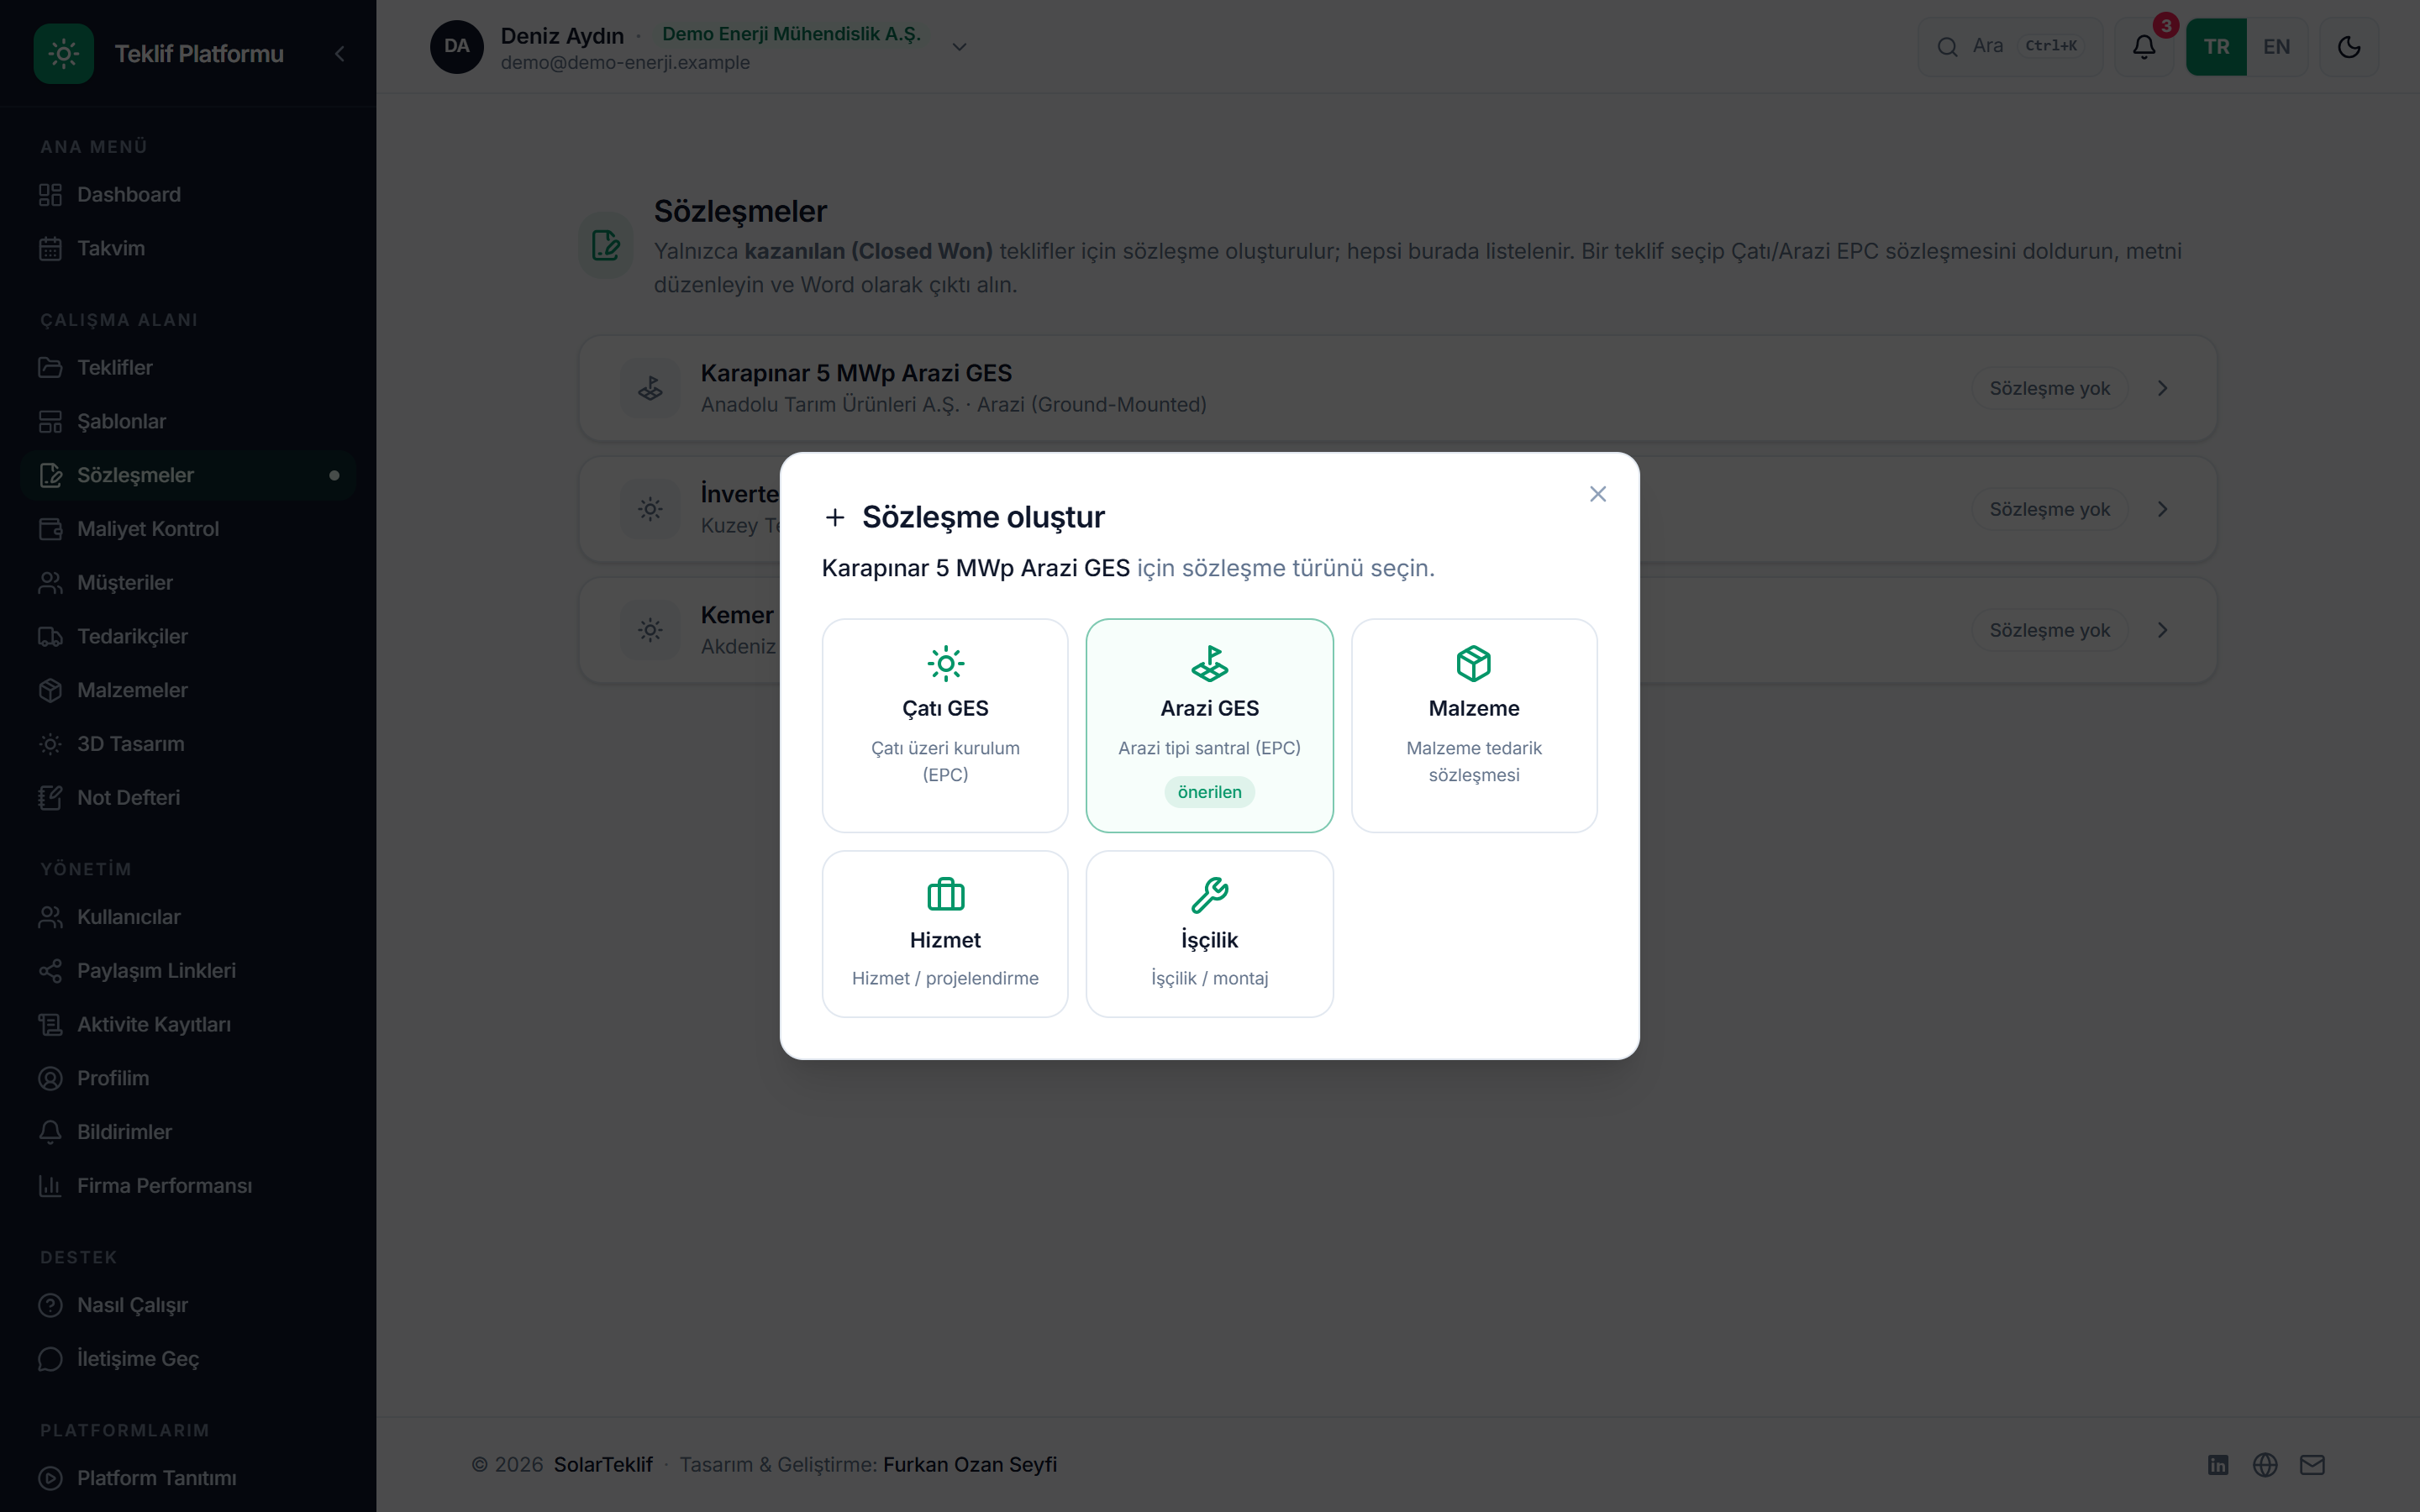 Teklif Platformu
ANA MENÜ
Dashboard
Takvim
ÇALIŞMA ALANI
Teklifler
Şablonlar
Sözleşmeler
Maliyet Kontrol
Müşteriler
Tedarikçiler
Malzemeler
3D Tasarım
Not Defteri
YÖNETİM
Kullanıcılar
Paylaşım Linkleri
Aktivite Kayıtları
Profilim
Bildirimler
Firma Performansı
DESTEK
Nasıl Çalışır
İletişime Geç
PLATFORMLARIM
Platform Tanıtımı
DA
Deniz Aydın · Demo Enerji Mühendislik A.Ş.
demo@demo-enerji.example
Ara Ctrl+K
3
TR EN
Sözleşmeler
Yalnızca kazanılan (Closed Won) teklifler için sözleşme oluşturulur; hepsi burada listelenir. Bir teklif seçip Çatı/Arazi EPC sözleşmesini doldurun, metni
düzenleyin ve Word olarak çıktı alın.
Karapınar 5 MWp Arazi GES
Anadolu Tarım Ürünleri A.Ş. · Arazi (Ground-Mounted)
Sözleşme yok
Kuzey
Sözleşme yok
Kemer
Akdeniz
Sözleşme yok
Sözleşme oluştur
Karapınar 5 MWp Arazi GES için sözleşme türünü seçin.
Çatı GES
Çatı üzeri kurulum
(EPC)
Arazi GES
Arazi tipi santral (EPC)
önerilen
Malzeme
Malzeme tedarik
sözleşmesi
Hizmet
Hizmet / projelendirme
İşçilik
İşçilik / montaj
© 2026 SolarTeklif · Tasarım & Geliştirme: Furkan Ozan Seyfi